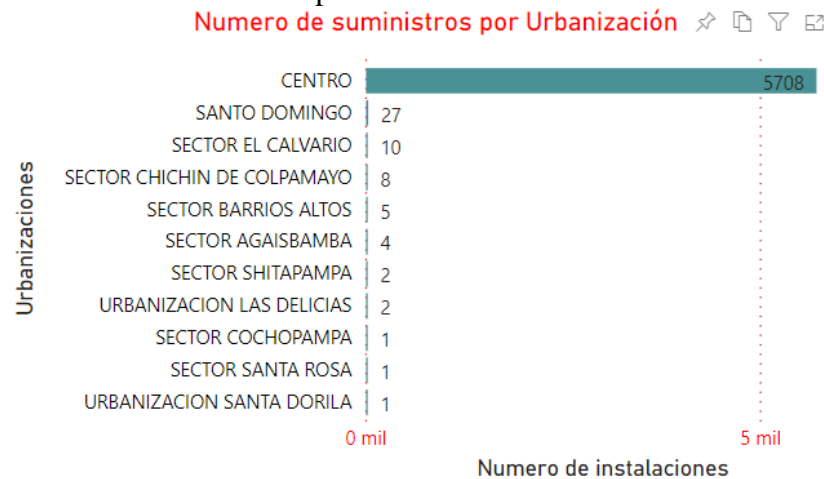 Numero de suministros por Urbanización
CENTRO 5708
SANTO DOMINGO 27
SECTOR EL CALVARIO 10
SECTOR CHICHIN DE COLPAMAYO 8
SECTOR BARRIOS ALTOS 5
SECTOR AGAISBAMBA 4
SECTOR SHITAPAMPA 2
URBANIZACION LAS DELICIAS 2
SECTOR COCHOPAMPA 1
SECTOR SANTA ROSA 1
URBANIZACION SANTA DORILA 1
Urbanizaciones
0 mil 5 mil
Numero de instalaciones